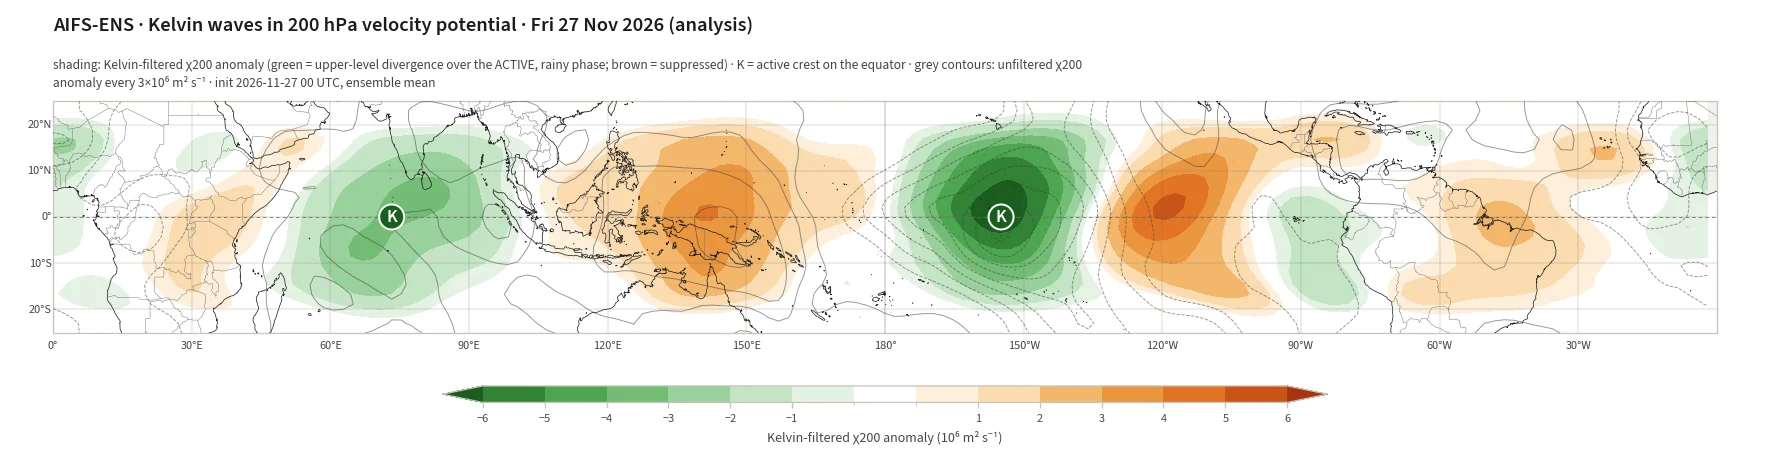 AIFS-ENS · Kelvin waves in 200 hPa velocity potential · Fri 27 Nov 2026 (analysis)
shading: Kelvin-filtered χ200 anomaly (green = upper-level divergence over the ACTIVE, rainy phase; brown = suppressed) · K = active crest on the equator · grey contours: unfiltered χ200
anomaly every 3×10⁶ m² s⁻¹ · init 2026-11-27 00 UTC, ensemble mean
20°N
10°N
0°
10°S
20°S
K K
0° 30°E 60°E 90°E 120°E 150°E 180° 150°W 120°W 90°W 60°W 30°W
−6 −5 −4 −3 −2 −1 1 2 3 4 5 6
Kelvin-filtered χ200 anomaly (10⁶ m² s⁻¹)